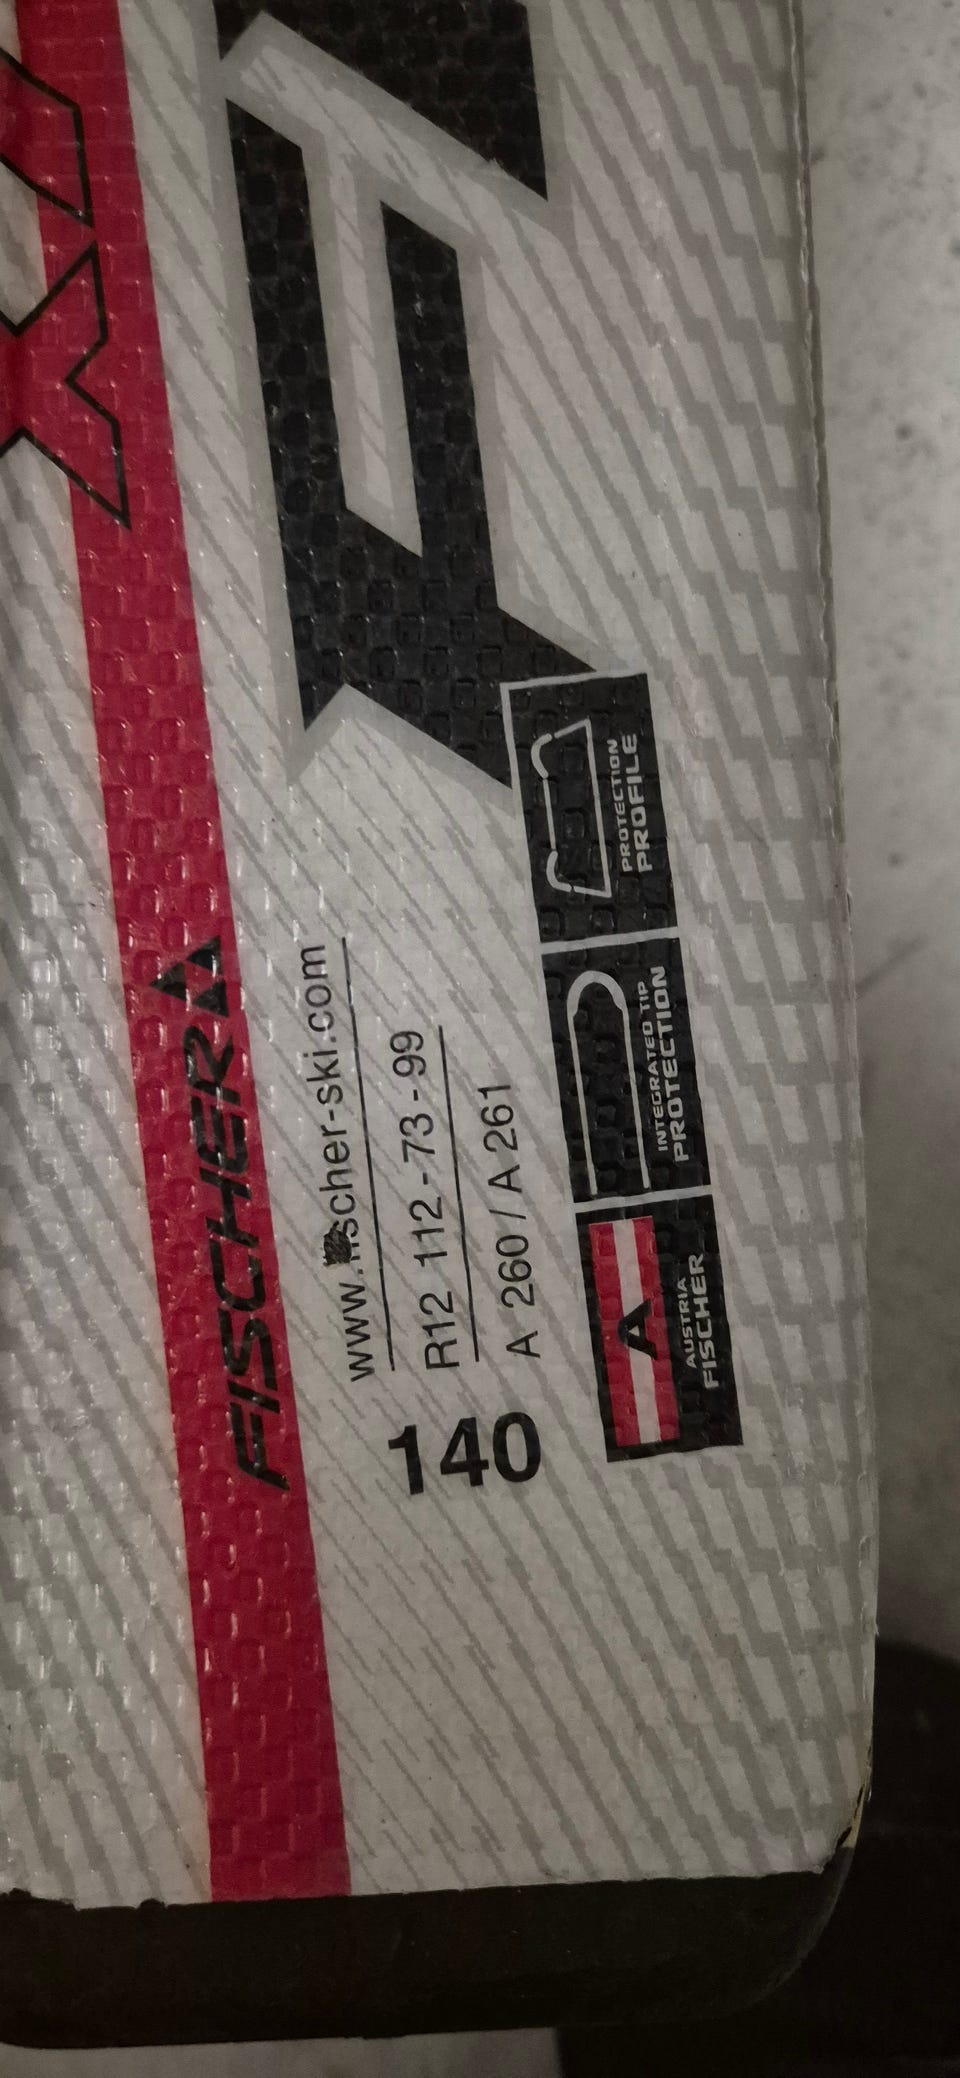 FISCHER
www.fischer-ski.com
R12 112-73-99
A 260 / A 261
140
A
AUSTRIA
FISCHER
INTEGRATED TIP
PROTECTION
PROTECTION
PROFILE